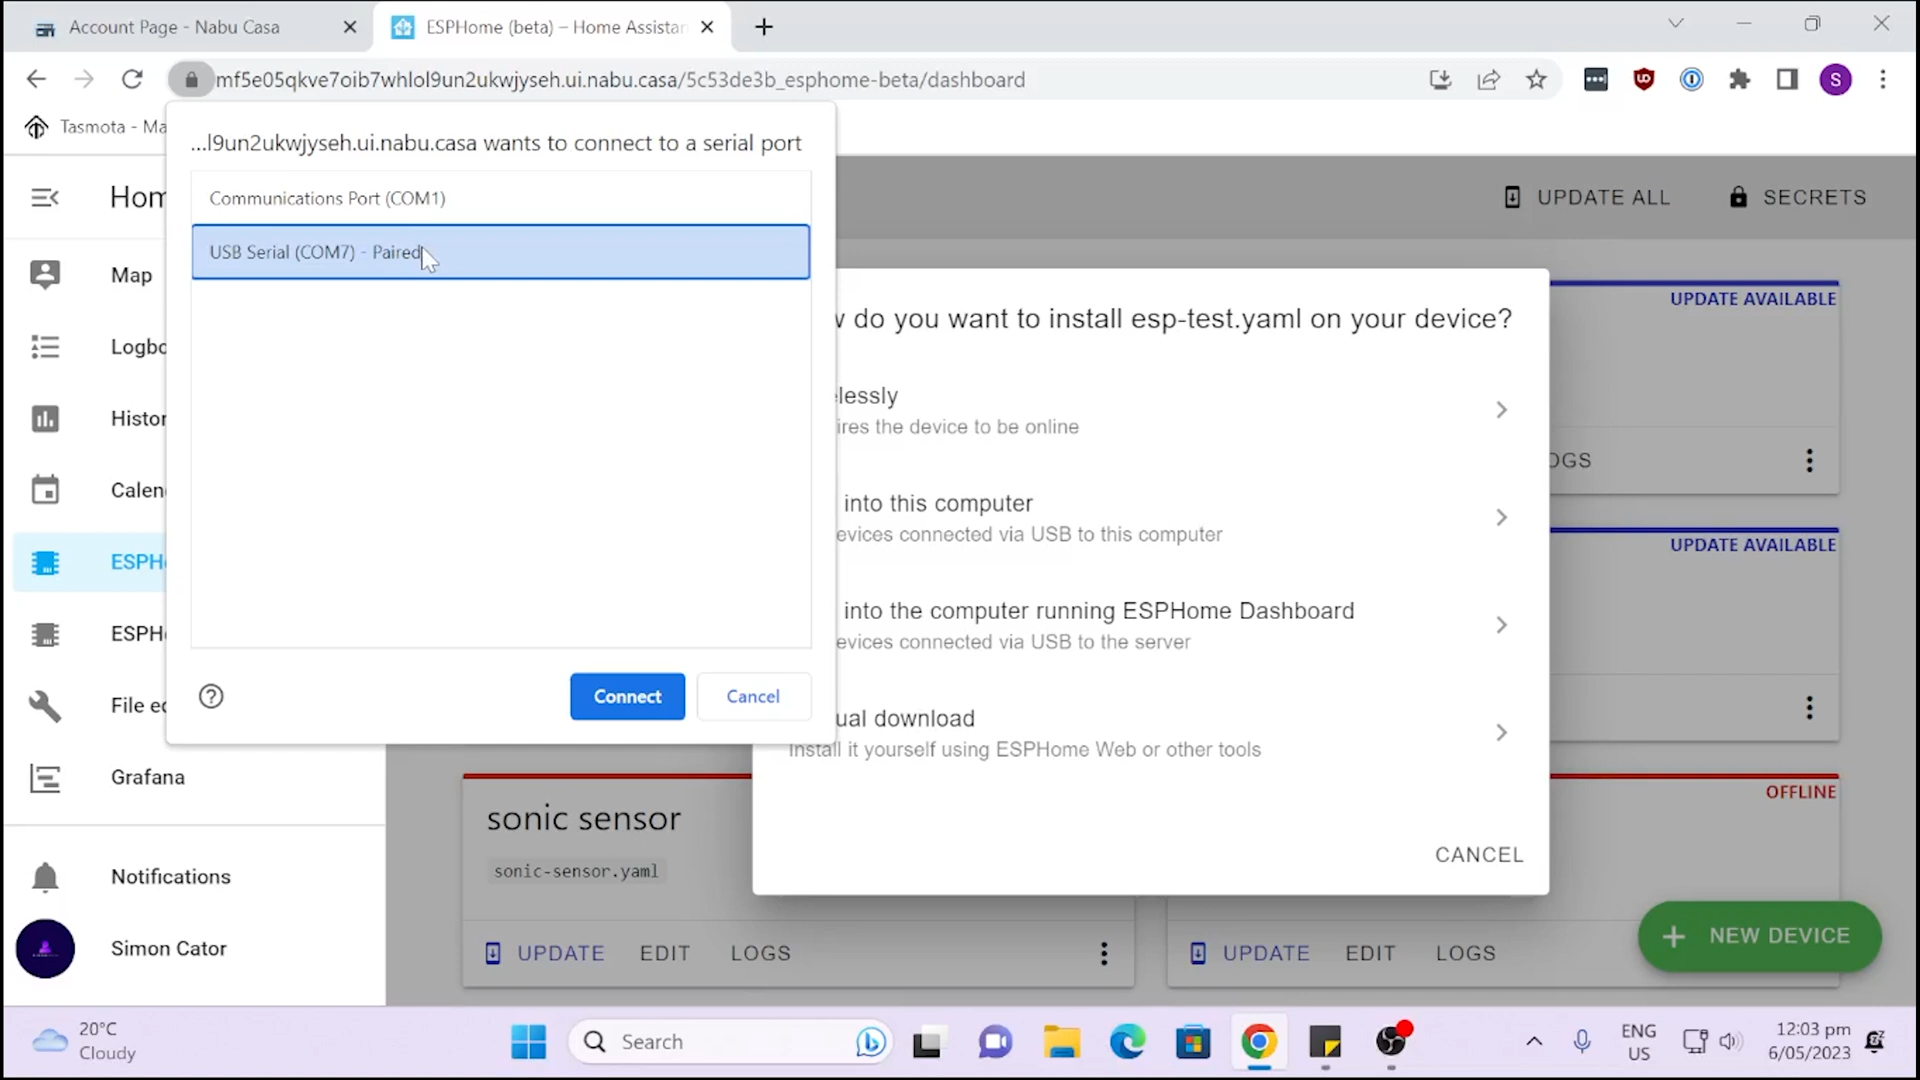 Account Page - Nabu Casa
ESPHome (beta) – Home Assistan
mf5e05qkve7oib7whlol9un2ukwjyseh.ui.nabu.casa/5c53de3b_esphome-beta/dashboard
S
Tasmota - Ma
...l9un2ukwjyseh.ui.nabu.casa wants to connect to a serial port
Communications Port (COM1)
USB Serial (COM7) - Paired
Connect
Cancel
Hom
UPDATE ALL
SECRETS
Map
Logbo
Histor
Calen
ESPH
ESPH
File ed
Grafana
Notifications
Simon Cator
w do you want to install esp-test.yaml on your device?
elessly
ires the device to be online
into this computer
evices connected via USB to this computer
into the computer running ESPHome Dashboard
evices connected via USB to the server
ual download
Install it yourself using ESPHome Web or other tools
CANCEL
UPDATE AVAILABLE
OGS
UPDATE AVAILABLE
OFFLINE
sonic sensor
sonic-sensor.yaml
UPDATE EDIT LOGS
UPDATE EDIT LOGS
NEW DEVICE
20°C
Cloudy
Search
ENG
US
12:03 pm
6/05/2023